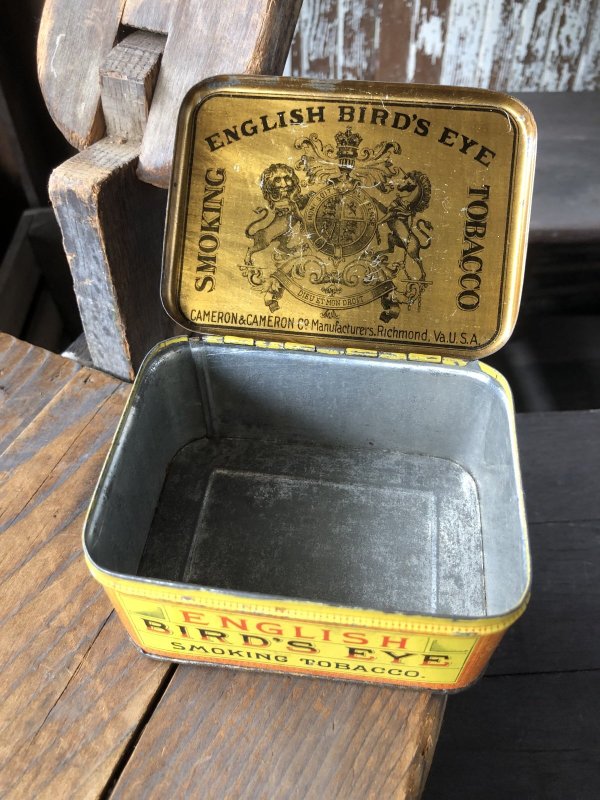 ENGLISH BIRD'S EYE
SMOKING
TOBACCO
DIEU ET MON DROIT
CAMERON & CAMERON Co Manufacturers. Richmond, Va. U.S.A.
ENGLISH
BIRD'S EYE
SMOKING TOBACCO.